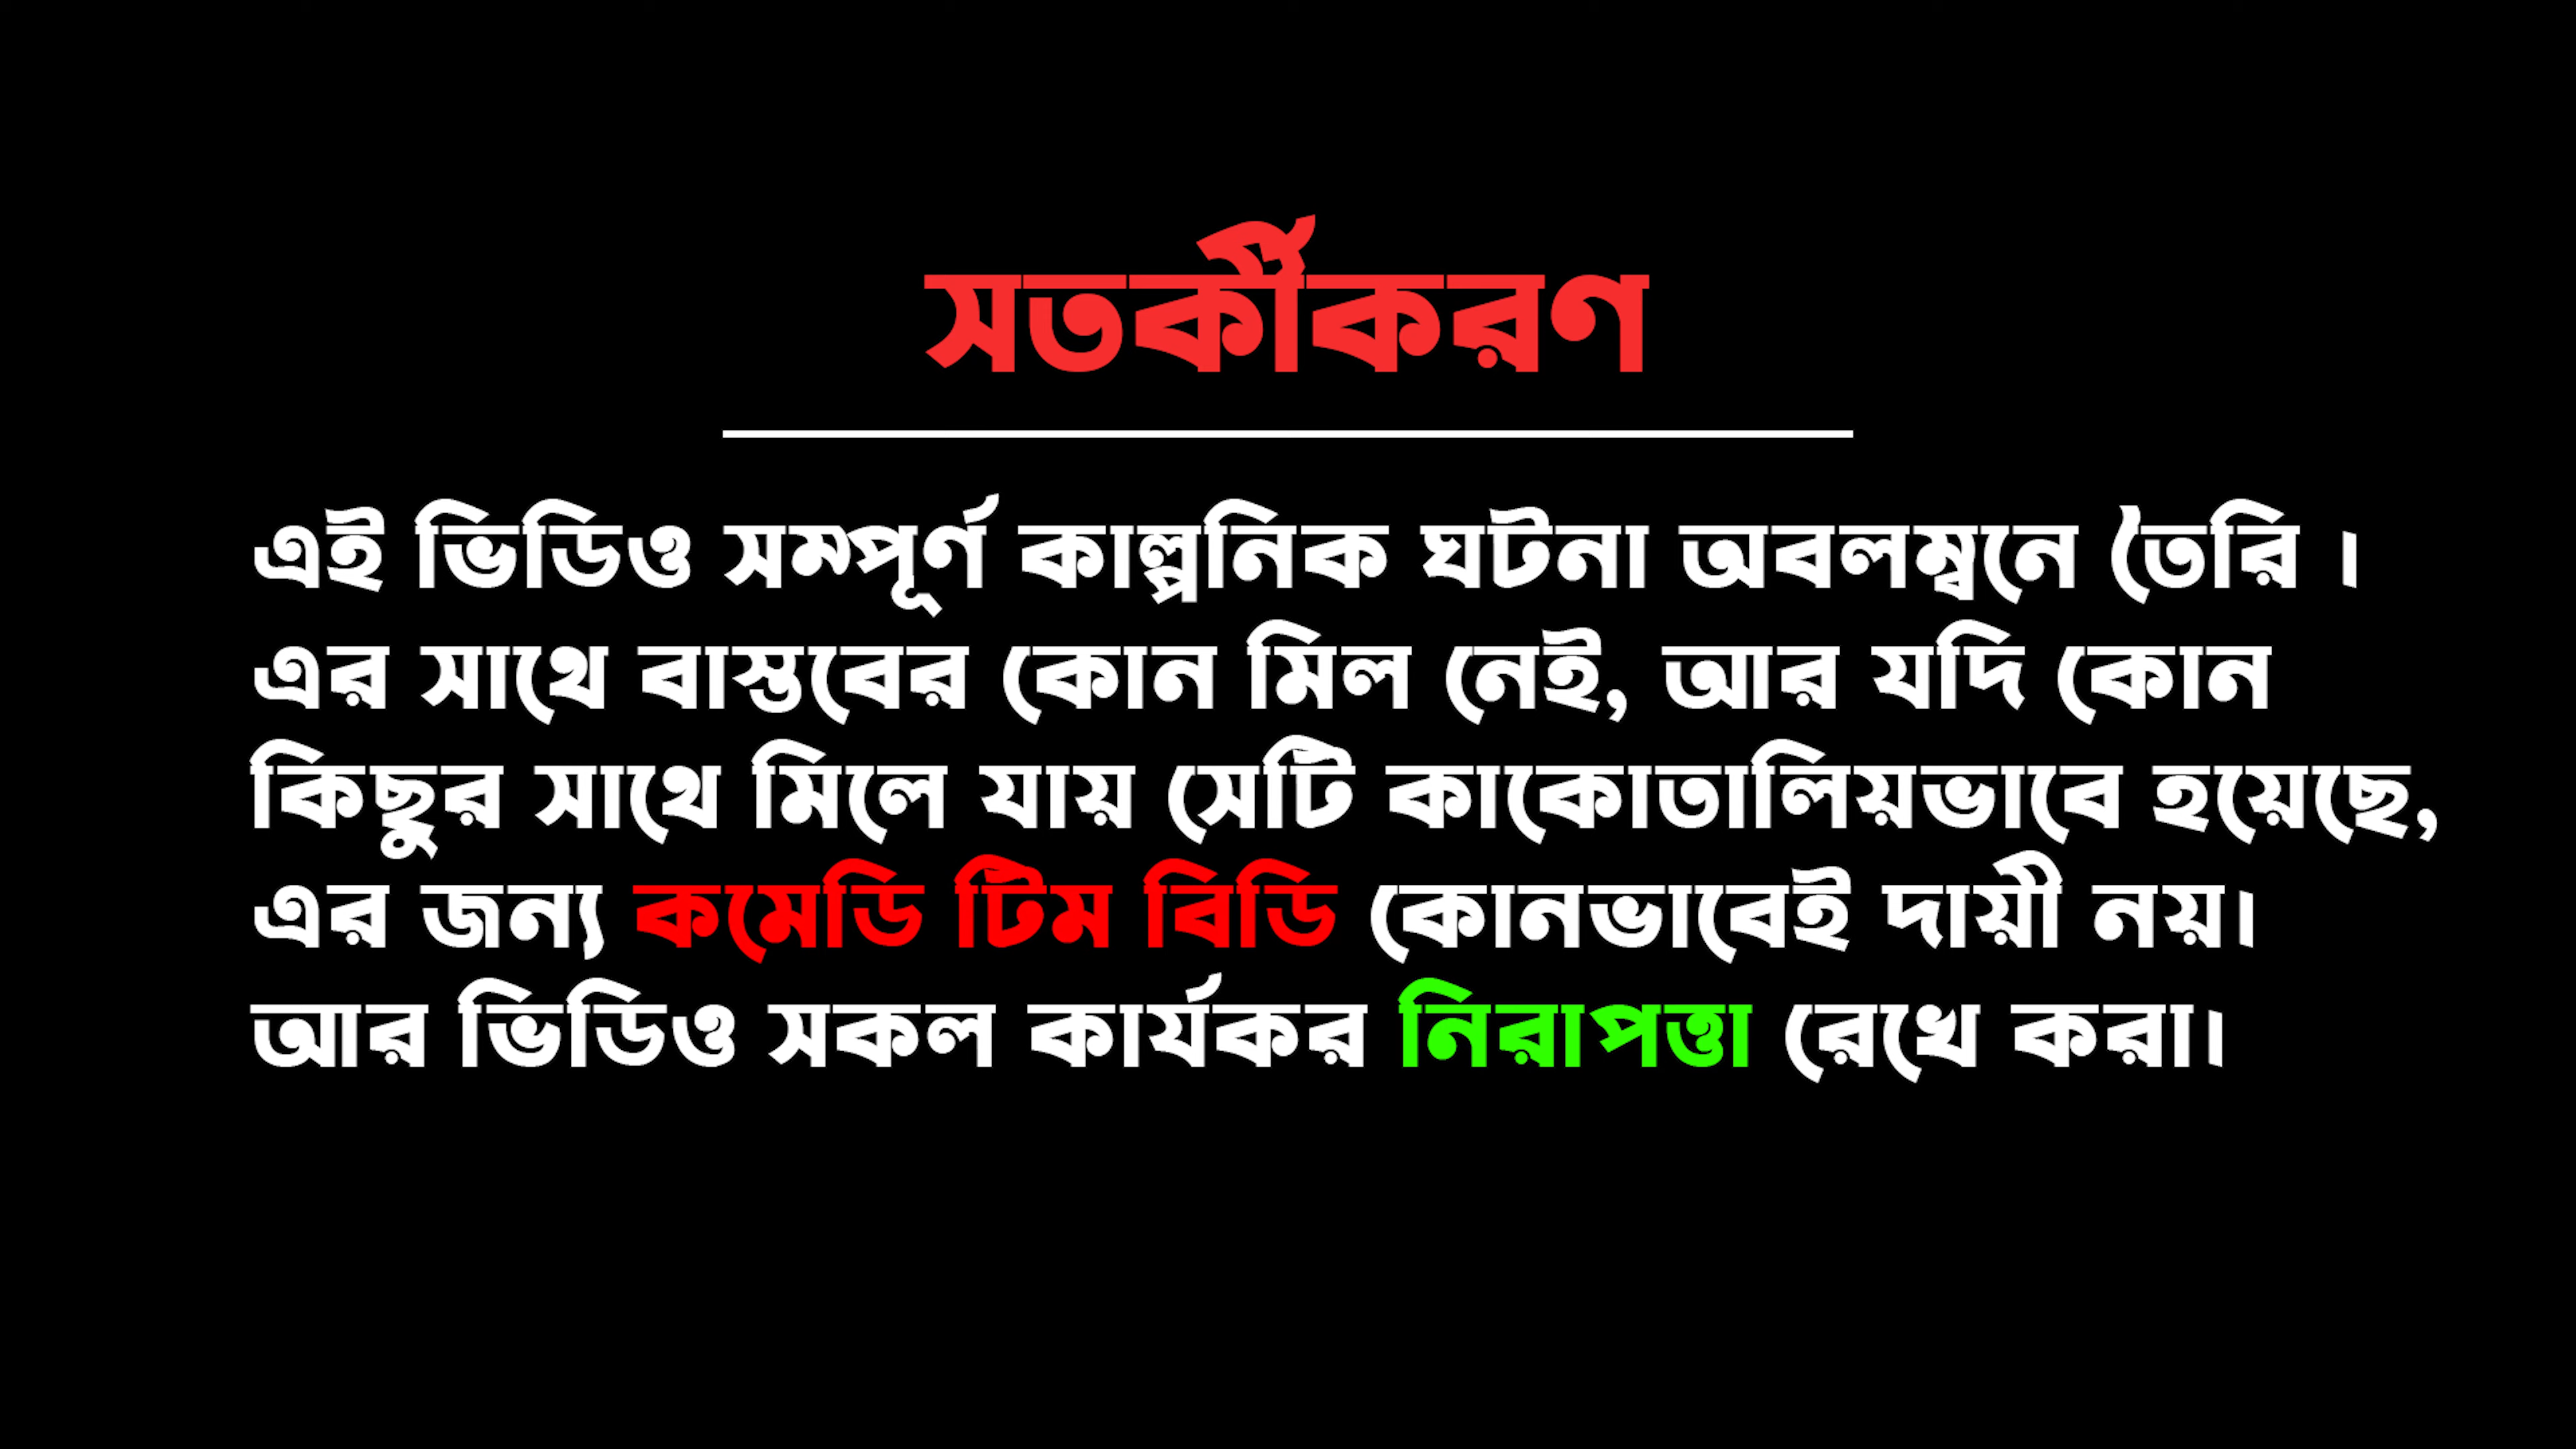 সতর্কীকরণ
এই ভিডিও সম্পূর্ণ কাল্পনিক ঘটনা অবলম্বনে তৈরি ।
এর সাথে বাস্তবের কোন মিল নেই, আর যদি কোন
কিছুর সাথে মিলে যায় সেটি কাকোতালিয়ভাবে হয়েছে,
এর জন্য কমেডি টিম বিডি কোনভাবেই দায়ী নয়।
আর ভিডিও সকল কার্যকর নিরাপত্তা রেখে করা।